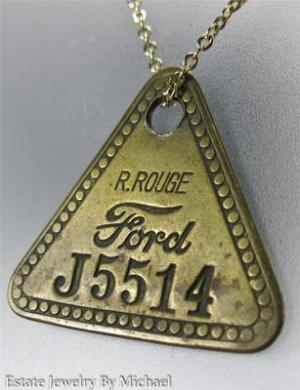 R.ROUGE
Ford
J5514
Estate Jewelry By Michael